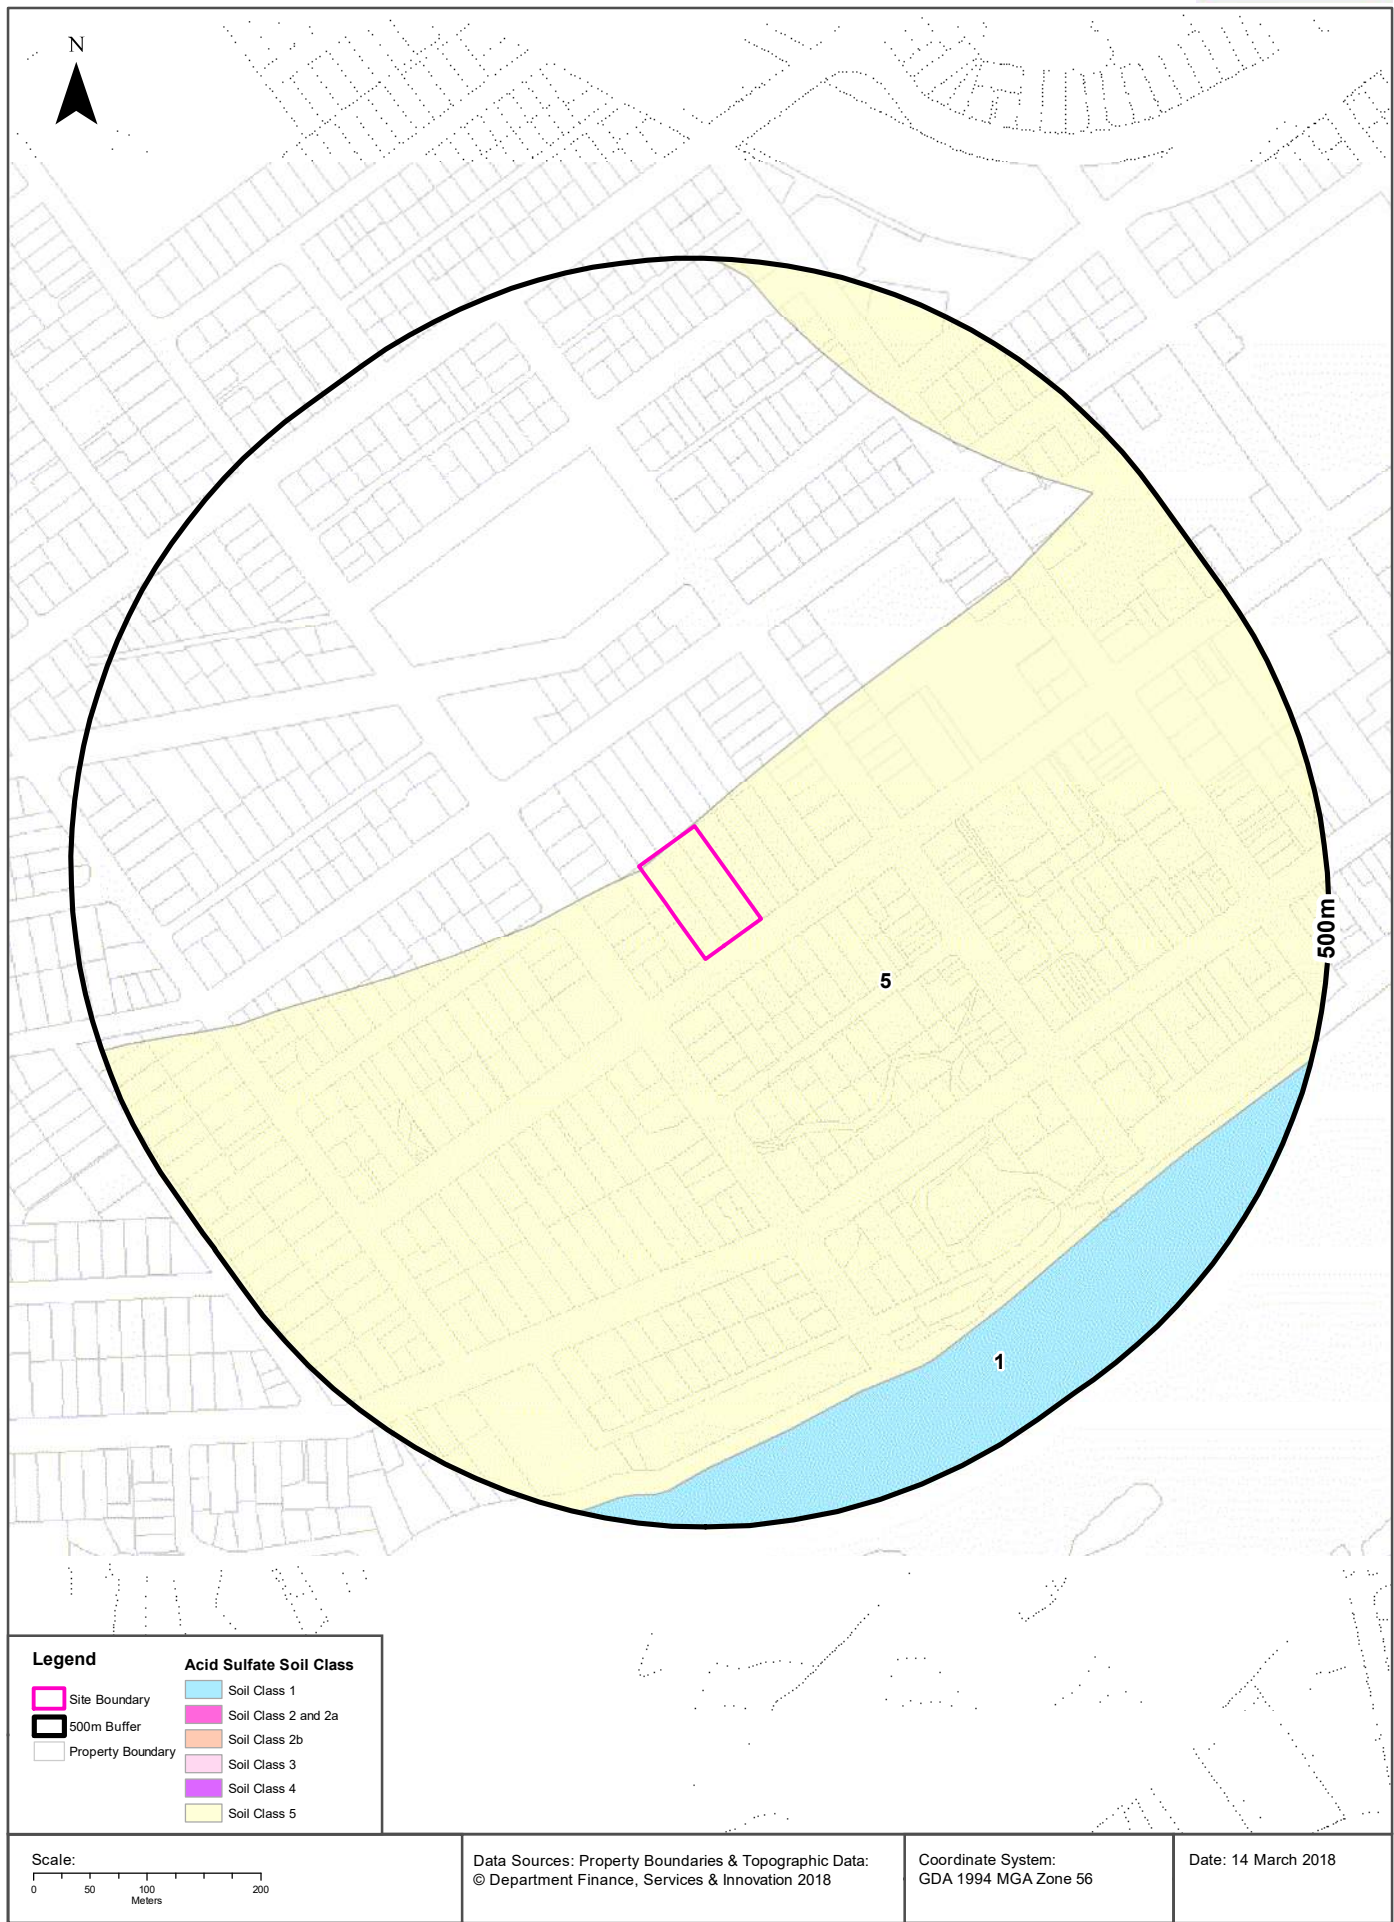 N
500m
5
1
Legend
Site Boundary
500m Buffer
Property Boundary
Acid Sulfate Soil Class
Soil Class 1
Soil Class 2 and 2a
Soil Class 2b
Soil Class 3
Soil Class 4
Soil Class 5
Scale:
0 50 100 200
Meters
Data Sources: Property Boundaries & Topographic Data:
© Department Finance, Services & Innovation 2018
Coordinate System:
GDA 1994 MGA Zone 56
Date: 14 March 2018